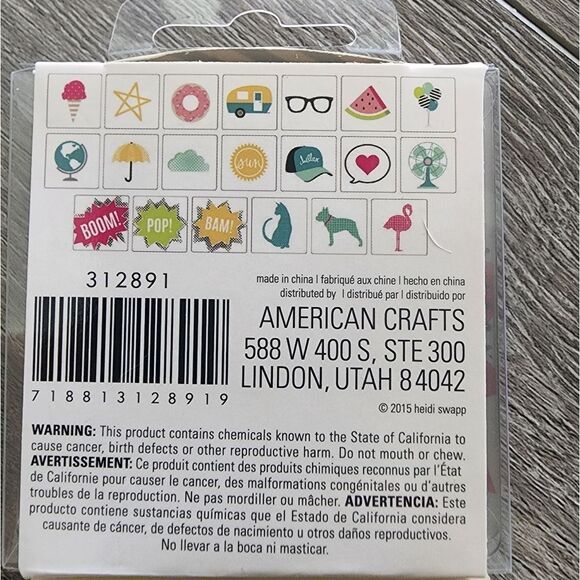 sun
BOOM!
POP!
BAM!
312891
718813128919
made in china | fabriqué aux chine | hecho en china
distributed by | distribué par | distribuido por
AMERICAN CRAFTS
588 W 400 S, STE 300
LINDON, UTAH 84042
© 2015 heidi swapp
WARNING: This product contains chemicals known to the State of California to
cause cancer, birth defects or other reproductive harm. Do not mouth or chew.
AVERTISSEMENT: Ce produit contient des produits chimiques reconnus par l'État
de Californie pour causer le cancer, des malformations congénitales ou d'autres
troubles de la reproduction. Ne pas mordiller ou mâcher. ADVERTENCIA: Este
producto contiene sustancias químicas que el Estado de California considera
causante de cáncer, de defectos de nacimiento u otros daños reproductivos.
No llevar a la boca ni masticar.